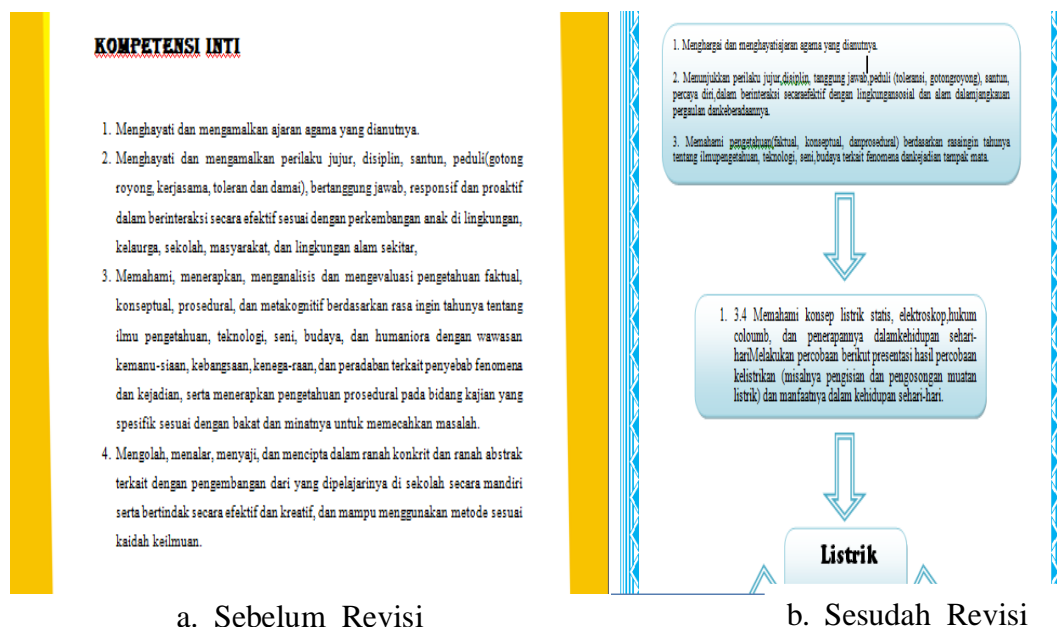 KOMPETENSI INTI
1. Menghayati dan mengamalkan ajaran agama yang dianutnya.
2. Menghayati dan mengamalkan perilaku jujur, disiplin, santun, peduli(gotong
royong, kerjasama, toleran dan damai), bertanggung jawab, responsif dan proaktif
dalam berinteraksi secara efektif sesuai dengan perkembangan anak di lingkungan,
kelaurga, sekolah, masyarakat, dan lingkungan alam sekitar,
3. Memahami, menerapkan, menganalisis dan mengevaluasi pengetahuan faktual,
konseptual, prosedural, dan metakognitif berdasarkan rasa ingin tahunya tentang
ilmu pengetahuan, teknologi, seni, budaya, dan humaniora dengan wawasan
kemanu-siaan, kebangsaan, kenega-raan, dan peradaban terkait penyebab fenomena
dan kejadian, serta menerapkan pengetahuan prosedural pada bidang kajian yang
spesifik sesuai dengan bakat dan minatnya untuk memecahkan masalah.
4. Mengolah, menalar, menyaji, dan mencipta dalam ranah konkrit dan ranah abstrak
terkait dengan pengembangan dari yang dipelajarinya di sekolah secara mandiri
serta bertindak secara efektif dan kreatif, dan mampu menggunakan metode sesuai
kaidah keilmuan.
a. Sebelum Revisi
1. Menghargai dan menghayatiajaran agama yang dianutnya.
2. Menunjukkan perilaku jujur,disiplin, tanggung jawab,peduli (toleransi, gotongroyong), santun,
percaya diri,dalam berinteraksi secaraefektif dengan lingkungansosial dan alam dalamjangkauan
pergaulan dankeberadaannya.
3. Memahami pengetahuan(faktual, konseptual, danprosedural) berdasarkan rasaingin tahunya
tentang ilmupengetahuan, teknologi, seni,budaya terkait fenomena dankejadian tampak mata.
1. 3.4 Memahami konsep listrik statis, elektroskop,hukum
coloumb, dan penerapannya dalamkehidupan sehari-
hariMelakukan percobaan berikut presentasi hasil percobaan
kelistrikan (misalnya pengisian dan pengosongan muatan
listrik) dan manfaatnya dalam kehidupan sehari-hari.
Listrik
b. Sesudah Revisi